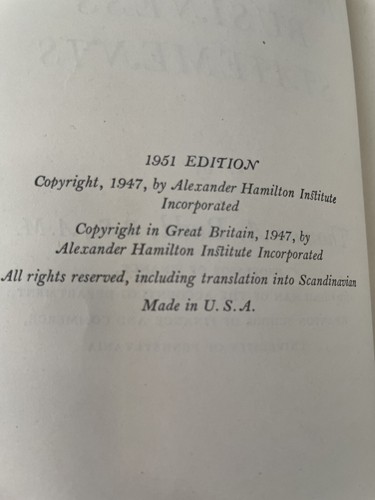 1951 EDITION
Copyright, 1947, by Alexander Hamilton Institute
Incorporated
Copyright in Great Britain, 1947, by
Alexander Hamilton Institute Incorporated
All rights reserved, including translation into Scandinavian
Made in U. S. A.